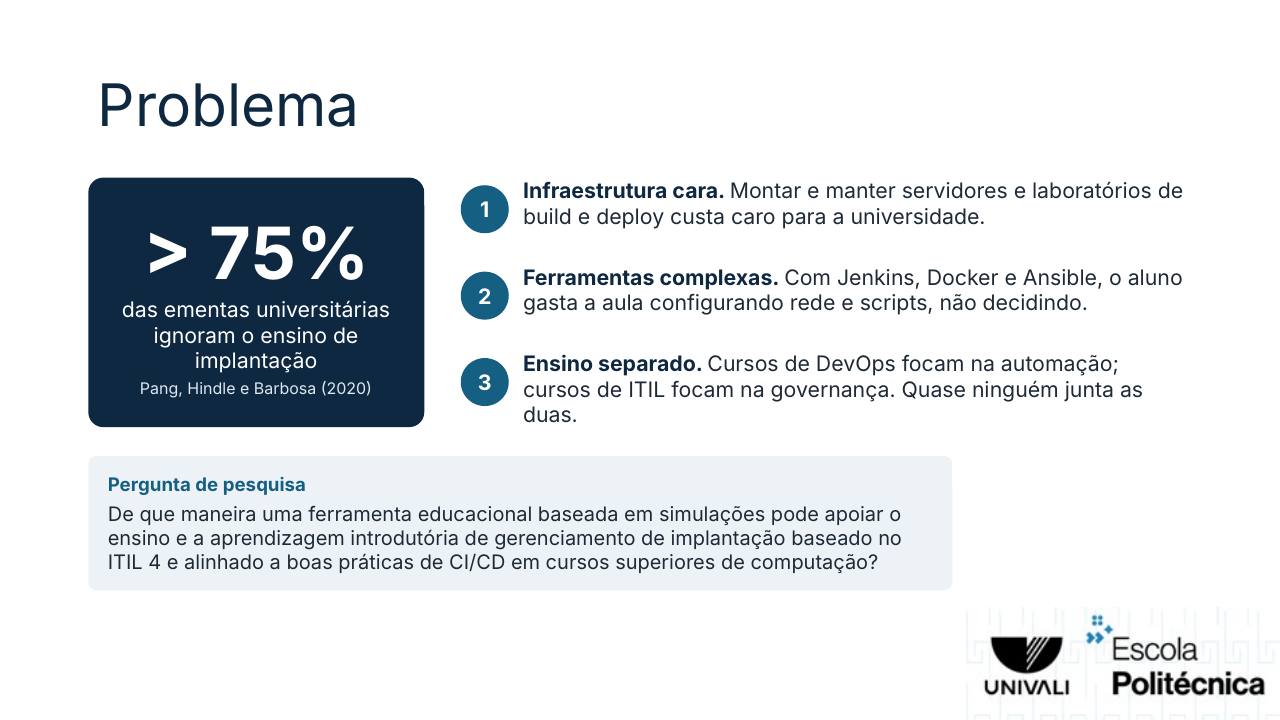 Problema
> 75%
das ementas universitárias
ignoram o ensino de
implantação
Pang, Hindle e Barbosa (2020)
1
Infraestrutura cara. Montar e manter servidores e laboratórios de
build e deploy custa caro para a universidade.
2
Ferramentas complexas. Com Jenkins, Docker e Ansible, o aluno
gasta a aula configurando rede e scripts, não decidindo.
3
Ensino separado. Cursos de DevOps focam na automação;
cursos de ITIL focam na governança. Quase ninguém junta as
duas.
Pergunta de pesquisa
De que maneira uma ferramenta educacional baseada em simulações pode apoiar o
ensino e a aprendizagem introdutória de gerenciamento de implantação baseado no
ITIL 4 e alinhado a boas práticas de CI/CD em cursos superiores de computação?
UNIVALI
Escola
Politécnica